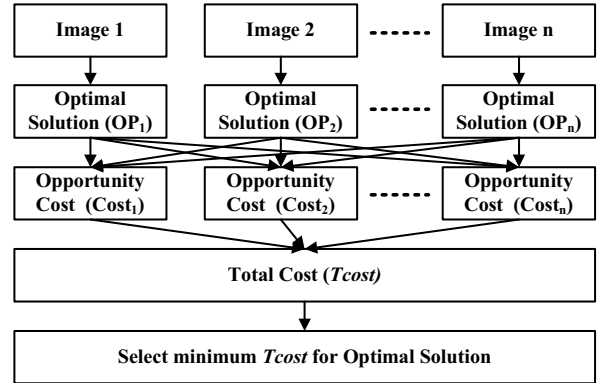 Image 1
Image 2
Image n
Optimal
Solution (OP₁)
Optimal
Solution (OP₂)
Optimal
Solution (OPₙ)
Opportunity
Cost (Cost₁)
Opportunity
Cost (Cost₂)
Opportunity
Cost (Costₙ)
Total Cost (Tcost)
Select minimum Tcost for Optimal Solution